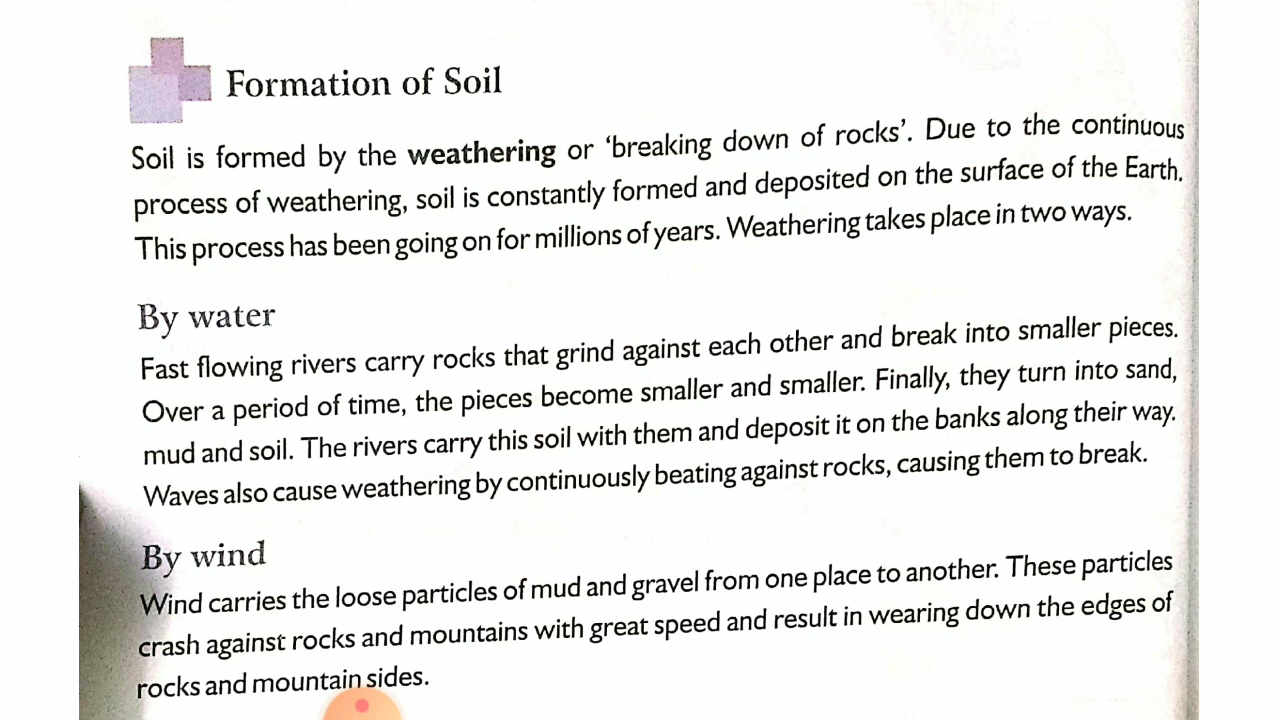 Formation of Soil
Soil is formed by the weathering or ‘breaking down of rocks’. Due to the continuous
process of weathering, soil is constantly formed and deposited on the surface of the Earth.
This process has been going on for millions of years. Weathering takes place in two ways.
By water
Fast flowing rivers carry rocks that grind against each other and break into smaller pieces.
Over a period of time, the pieces become smaller and smaller. Finally, they turn into sand,
mud and soil. The rivers carry this soil with them and deposit it on the banks along their way.
Waves also cause weathering by continuously beating against rocks, causing them to break.
By wind
Wind carries the loose particles of mud and gravel from one place to another. These particles
crash against rocks and mountains with great speed and result in wearing down the edges of
rocks and mountain sides.